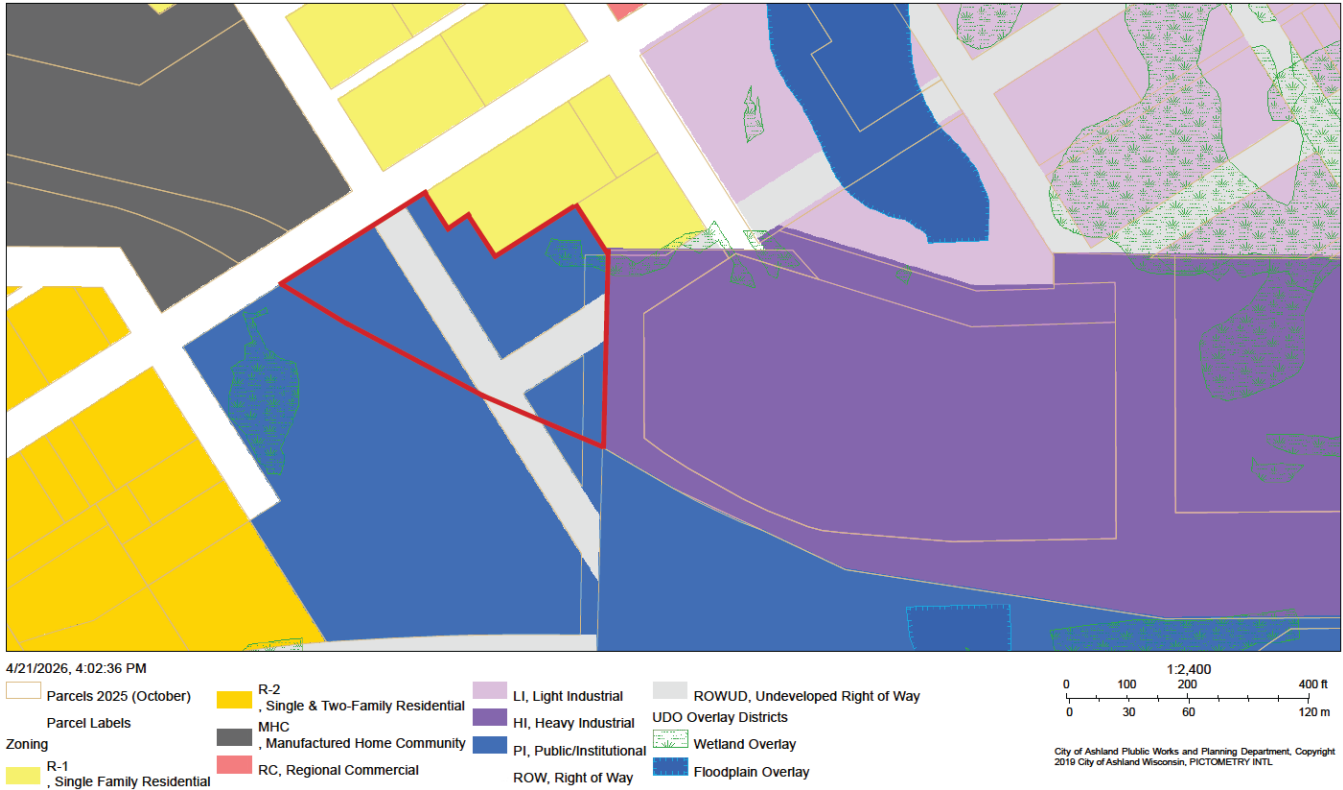 4/21/2026, 4:02:36 PM
Parcels 2025 (October)
Parcel Labels
Zoning
R-1
, Single Family Residential
R-2
, Single & Two-Family Residential
MHC
, Manufactured Home Community
RC, Regional Commercial
LI, Light Industrial
HI, Heavy Industrial
PI, Public/Institutional
ROW, Right of Way
ROWUD, Undeveloped Right of Way
UDO Overlay Districts
Wetland Overlay
Floodplain Overlay
1:2,400
0 100 200 400 ft
0 30 60 120 m
City of Ashland Plublic Works and Planning Department, Copyright
2019 City of Ashland Wisconsin, PICTOMETRY INTL